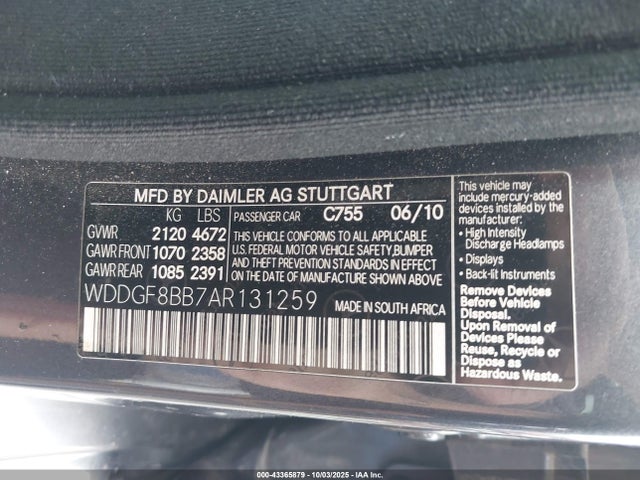 MFD BY DAIMLER AG STUTTGART
KG LBS PASSENGER CAR C755 06/10
GVWR 2120 4672
GAWR FRONT 1070 2358
GAWR REAR 1085 2391
THIS VEHICLE CONFORMS TO ALL APPLICABLE
U.S. FEDERAL MOTOR VEHICLE SAFETY, BUMPER
AND THEFT PREVENTION STANDARDS IN EFFECT
ON THE DATE OF MANUFACTURE SHOWN ABOVE.
WDDGF8BB7AR131259 MADE IN SOUTH AFRICA
This vehicle may
include mercury-added
devices installed by
the manufacturer:
• High Intensity
Discharge Headlamps
• Displays
• Back-lit Instruments
Remove Devices
Before Vehicle
Disposal.
Upon Removal of
Devices Please
Reuse, Recycle or
Dispose as
Hazardous Waste.
000-43365879 | 10/03/2025 | IAAI.com